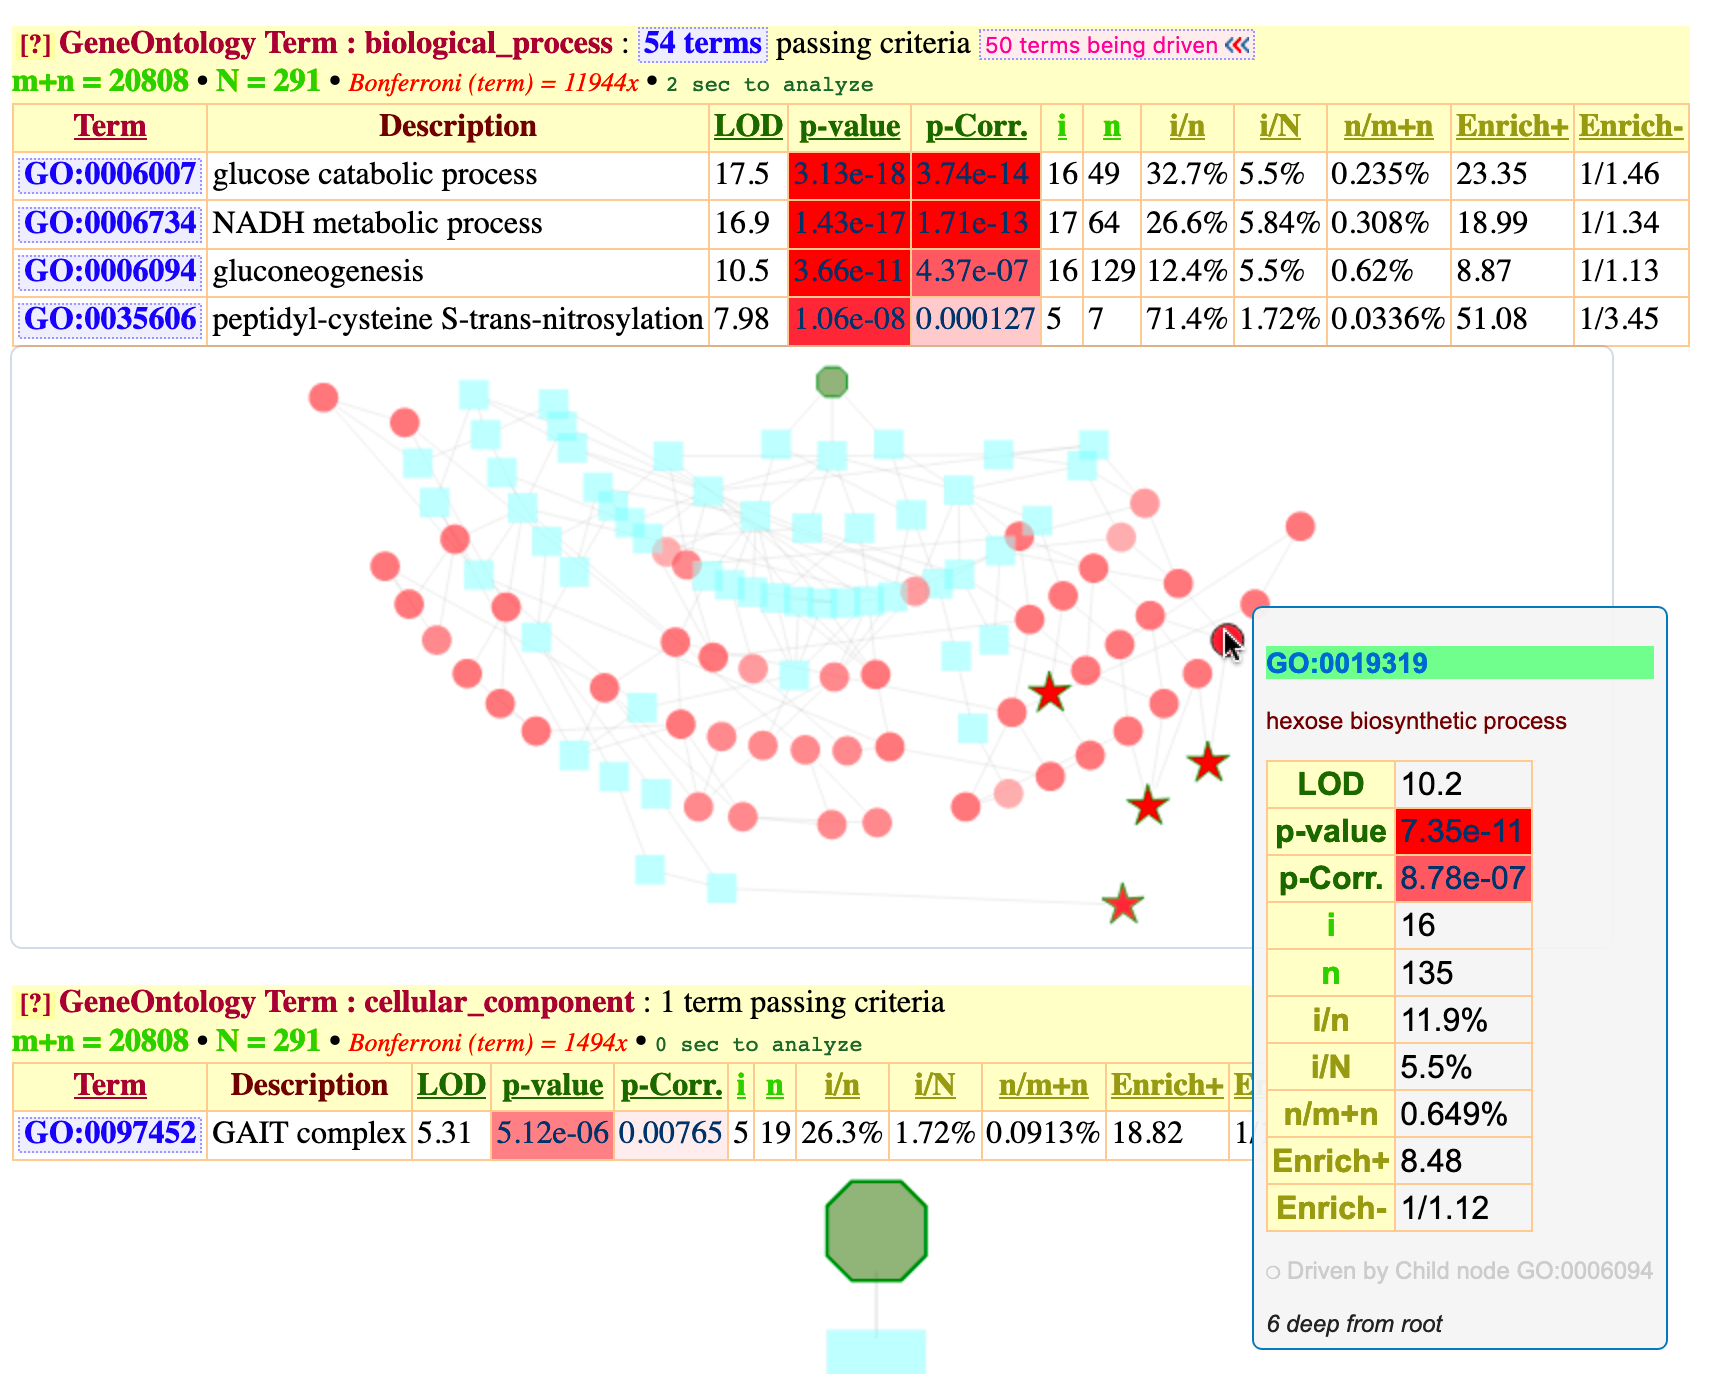 [?] GeneOntology Term : biological_process : 54 terms passing criteria 50 terms being driven
m+n = 20808 • N = 291 • Bonferroni (term) = 11944x • 2 sec to analyze
Term Description LOD p-value p-Corr. i n i/n i/N n/m+n Enrich+ Enrich-
GO:0006007 glucose catabolic process 17.5 3.13e-18 3.74e-14 16 49 32.7% 5.5% 0.235% 23.35 1/1.46
GO:0006734 NADH metabolic process 16.9 1.43e-17 1.71e-13 17 64 26.6% 5.84% 0.308% 18.99 1/1.34
GO:0006094 gluconeogenesis 10.5 3.66e-11 4.37e-07 16 129 12.4% 5.5% 0.62% 8.87 1/1.13
GO:0035606 peptidyl-cysteine S-trans-nitrosylation 7.98 1.06e-08 0.000127 5 7 71.4% 1.72% 0.0336% 51.08 1/3.45
GO:0019319
hexose biosynthetic process
LOD 10.2
p-value 7.35e-11
p-Corr. 8.78e-07
i 16
n 135
i/n 11.9%
i/N 5.5%
n/m+n 0.649%
Enrich+ 8.48
Enrich- 1/1.12
Driven by Child node GO:0006094
6 deep from root
[?] GeneOntology Term : cellular_component : 1 term passing criteria
m+n = 20808 • N = 291 • Bonferroni (term) = 1494x • 0 sec to analyze
Term Description LOD p-value p-Corr. i n i/n i/N n/m+n Enrich+ E
GO:0097452 GAIT complex 5.31 5.12e-06 0.00765 5 19 26.3% 1.72% 0.0913% 18.82 1/